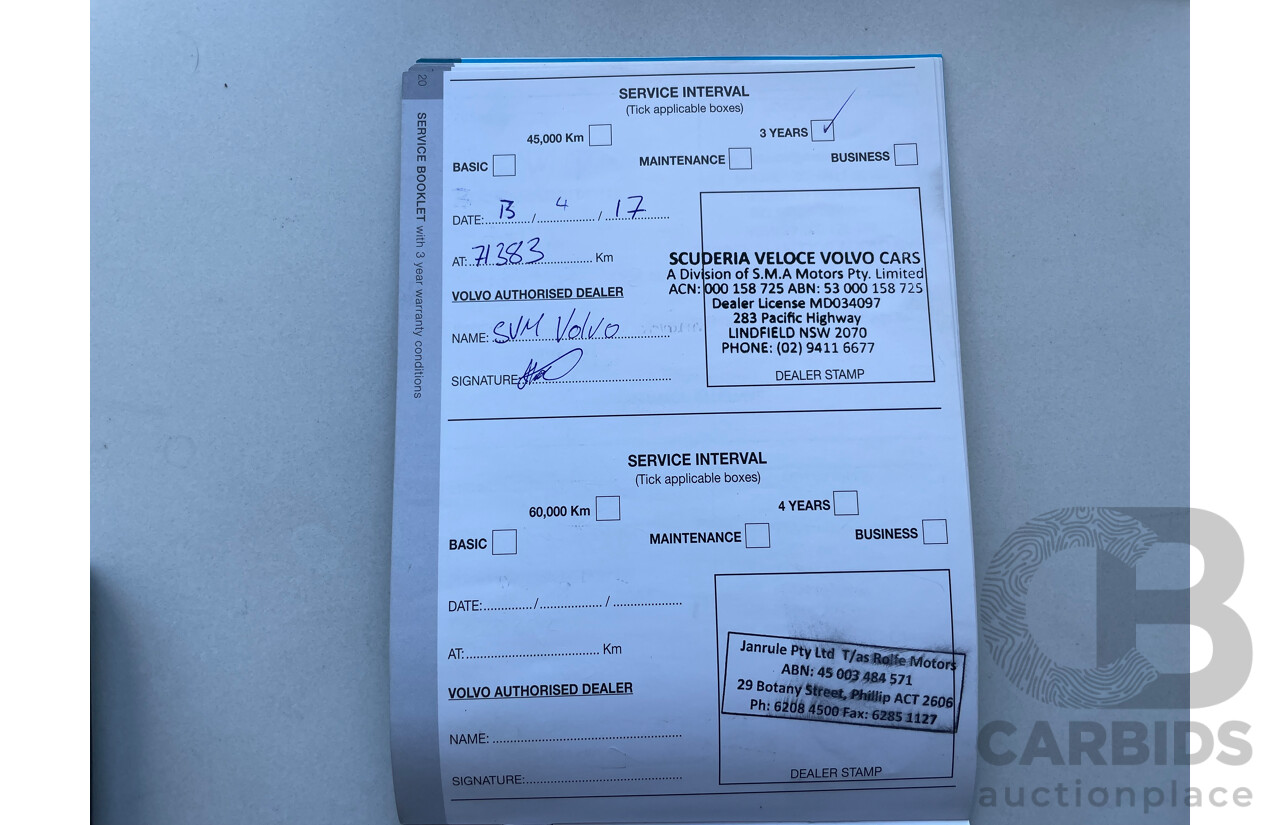 20 SERVICE BOOKLET with 3 year warranty conditions
SERVICE INTERVAL
(Tick applicable boxes)
45,000 Km 3 YEARS
BASIC MAINTENANCE BUSINESS
DATE: 13 / 4 / 17
AT: 71383 Km
VOLVO AUTHORISED DEALER
NAME: SVM Volvo
SIGNATURE
SCUDERIA VELOCE VOLVO CARS
A Division of S.M.A Motors Pty. Limited
ACN: 000 158 725 ABN: 53 000 158 725
Dealer License MD034097
283 Pacific Highway
LINDFIELD NSW 2070
PHONE: (02) 9411 6677
DEALER STAMP
SERVICE INTERVAL
(Tick applicable boxes)
60,000 Km 4 YEARS
BASIC MAINTENANCE BUSINESS
DATE: / /
AT: Km
VOLVO AUTHORISED DEALER
NAME:
SIGNATURE:
Janrule Pty Ltd T/as Rolfe Motors
ABN: 45 003 484 571
29 Botany Street, Phillip ACT 2606
Ph: 6208 4500 Fax: 6285 1127
DEALER STAMP
CB
CARBIDS
auctionplace